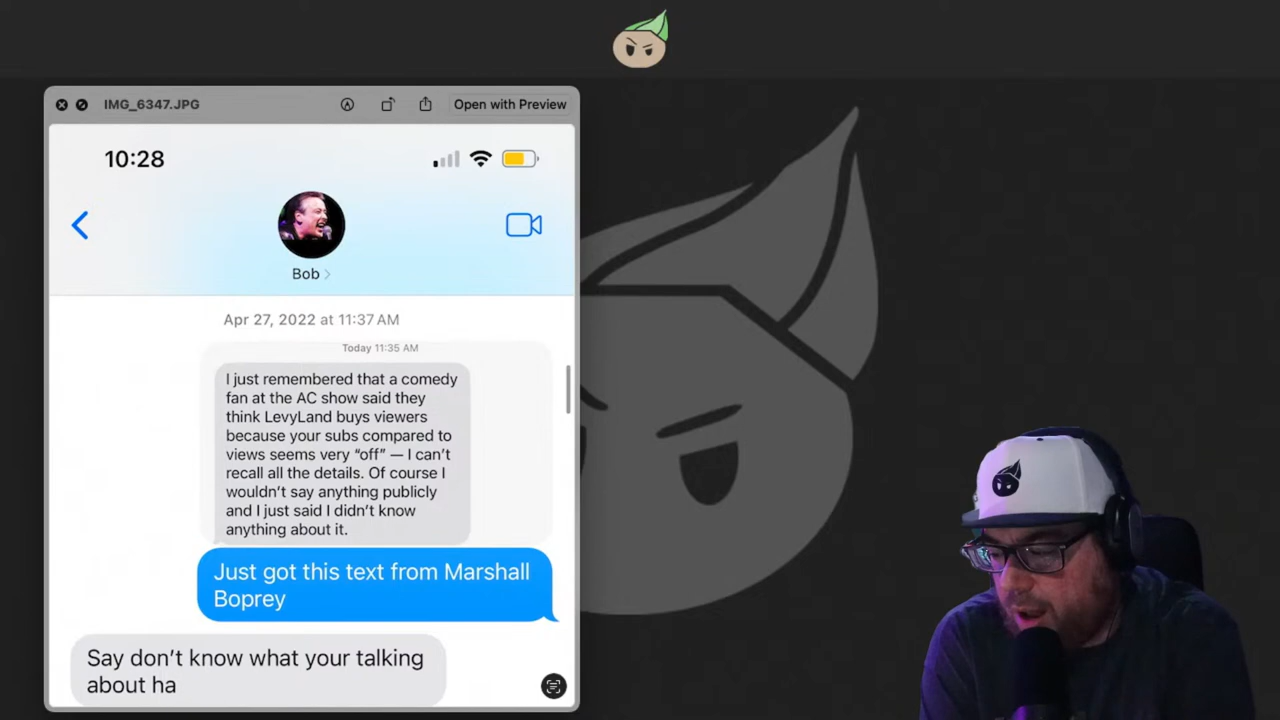 IMG_6347.JPG
Open with Preview
10:28
Bob
Apr 27, 2022 at 11:37 AM
Today 11:35 AM
I just remembered that a comedy
fan at the AC show said they
think LevyLand buys viewers
because your subs compared to
views seems very “off” — I can’t
recall all the details. Of course I
wouldn’t say anything publicly
and I just said I didn’t know
anything about it.
Just got this text from Marshall
Boprey
Say don’t know what your talking
about ha